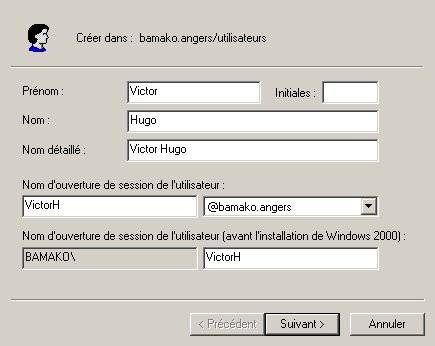 Créer dans : bamako.angers/utilisateurs
Prénom : Victor Initiales :
Nom : Hugo
Nom détaillé : Victor Hugo
Nom d'ouverture de session de l'utilisateur :
VictorH @bamako.angers
Nom d'ouverture de session de l'utilisateur (avant l'installation de Windows 2000) :
BAMAKO\ VictorH
< Précédent Suivant > Annuler